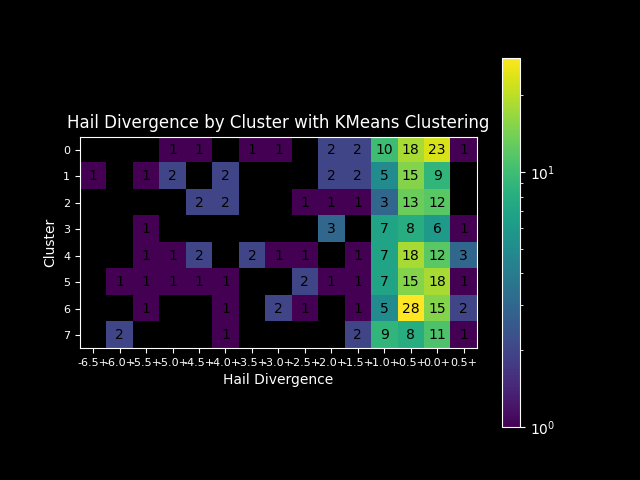 Hail Divergence by Cluster with KMeans Clustering
0 1 1 1 1 2 2 10 18 23 1
1 1 1 2 2 2 2 5 15 9
2 2 2 1 1 1 3 13 12
3 1 3 7 8 6 1
4 1 1 2 2 1 1 1 7 18 12 3
5 1 1 1 1 1 2 1 1 7 15 18 1
6 1 1 2 1 1 5 28 15 2
7 2 1 2 9 8 11 1
Cluster
-6.5+-6.0+-5.5+-5.0+-4.5+-4.0+-3.5+-3.0+-2.5+-2.0+-1.5+-1.0+-0.5+0.0+ 0.5+
Hail Divergence
10¹
10⁰